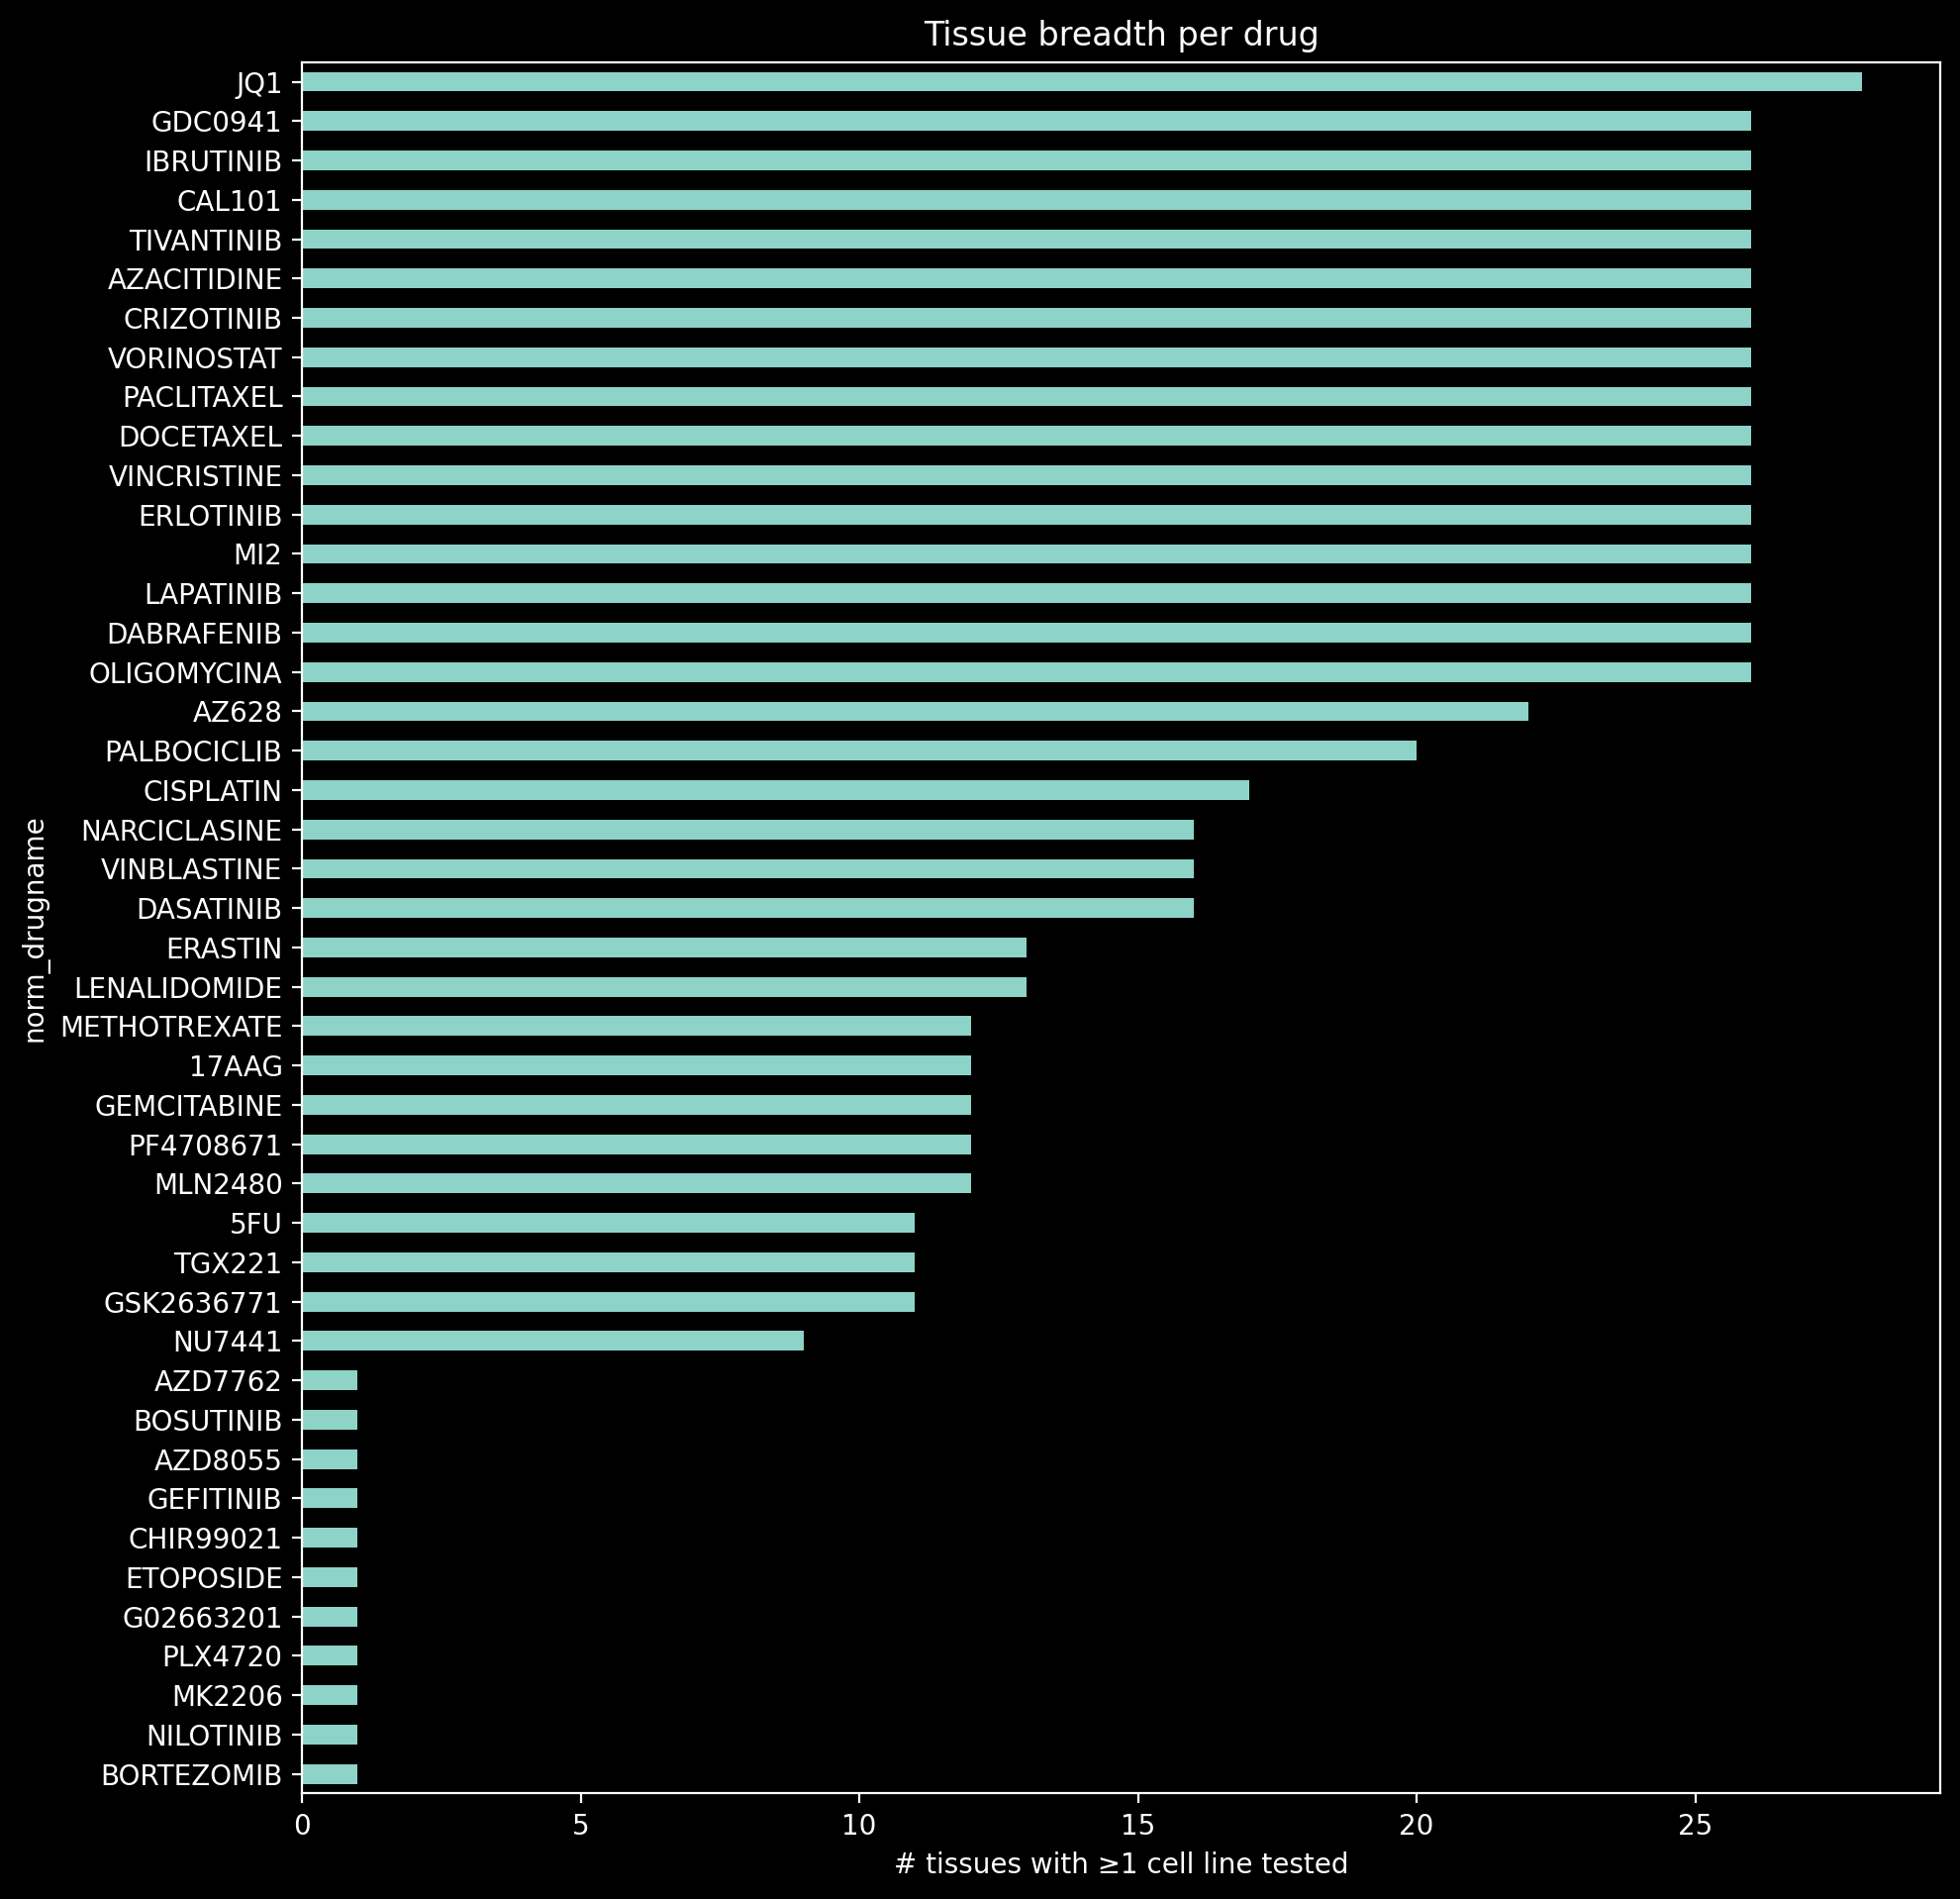 Tissue breadth per drug
JQ1
GDC0941
IBRUTINIB
CAL101
TIVANTINIB
AZACITIDINE
CRIZOTINIB
VORINOSTAT
PACLITAXEL
DOCETAXEL
VINCRISTINE
ERLOTINIB
MI2
LAPATINIB
DABRAFENIB
OLIGOMYCINA
AZ628
PALBOCICLIB
CISPLATIN
NARCICLASINE
VINBLASTINE
DASATINIB
ERASTIN
LENALIDOMIDE
METHOTREXATE
17AAG
GEMCITABINE
PF4708671
MLN2480
5FU
TGX221
GSK2636771
NU7441
AZD7762
BOSUTINIB
AZD8055
GEFITINIB
CHIR99021
ETOPOSIDE
G02663201
PLX4720
MK2206
NILOTINIB
BORTEZOMIB
norm_drugname
0 5 10 15 20 25
# tissues with ≥1 cell line tested